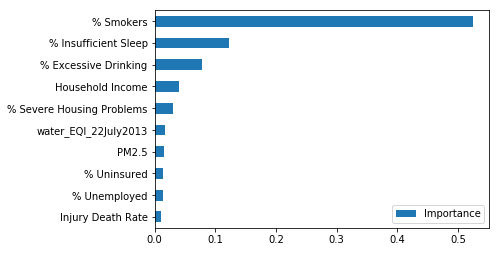 % Smokers
% Insufficient Sleep
% Excessive Drinking
Household Income
% Severe Housing Problems
water_EQI_22July2013
PM2.5
% Uninsured
% Unemployed
Injury Death Rate
Importance
0.0 0.1 0.2 0.3 0.4 0.5